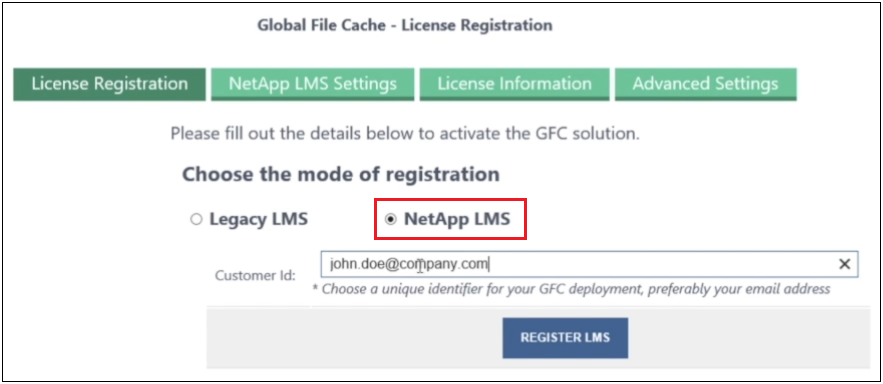 Global File Cache - License Registration
License Registration
NetApp LMS Settings
License Information
Advanced Settings
Please fill out the details below to activate the GFC solution.
Choose the mode of registration
Legacy LMS
NetApp LMS
Customer Id:
john.doe@company.com
* Choose a unique identifier for your GFC deployment, preferably your email address
REGISTER LMS